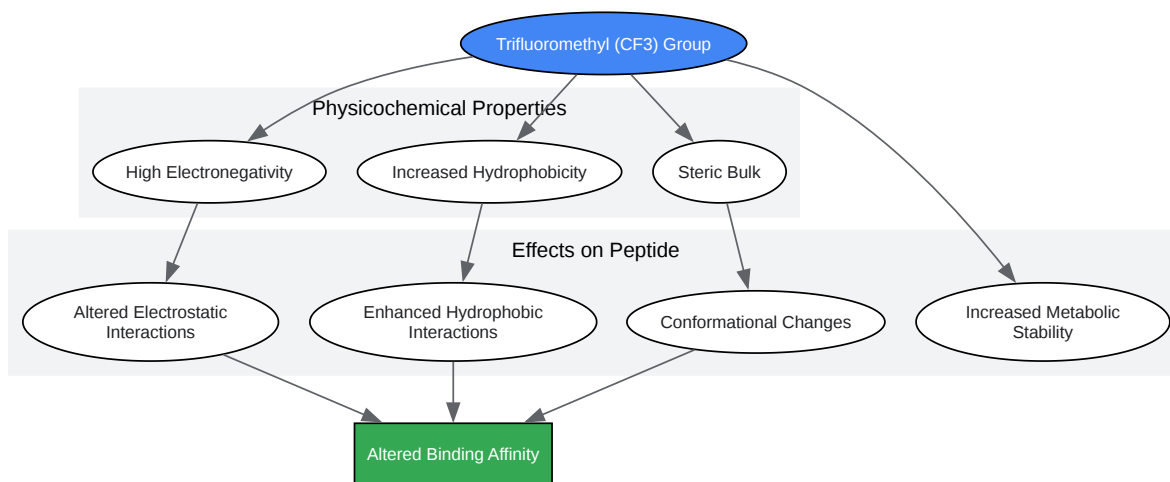 Trifluoromethyl (CF3) Group
Physicochemical Properties
High Electronegativity
Increased Hydrophobicity
Steric Bulk
Effects on Peptide
Altered Electrostatic
Interactions
Enhanced Hydrophobic
Interactions
Conformational Changes
Increased Metabolic
Stability
Altered Binding Affinity